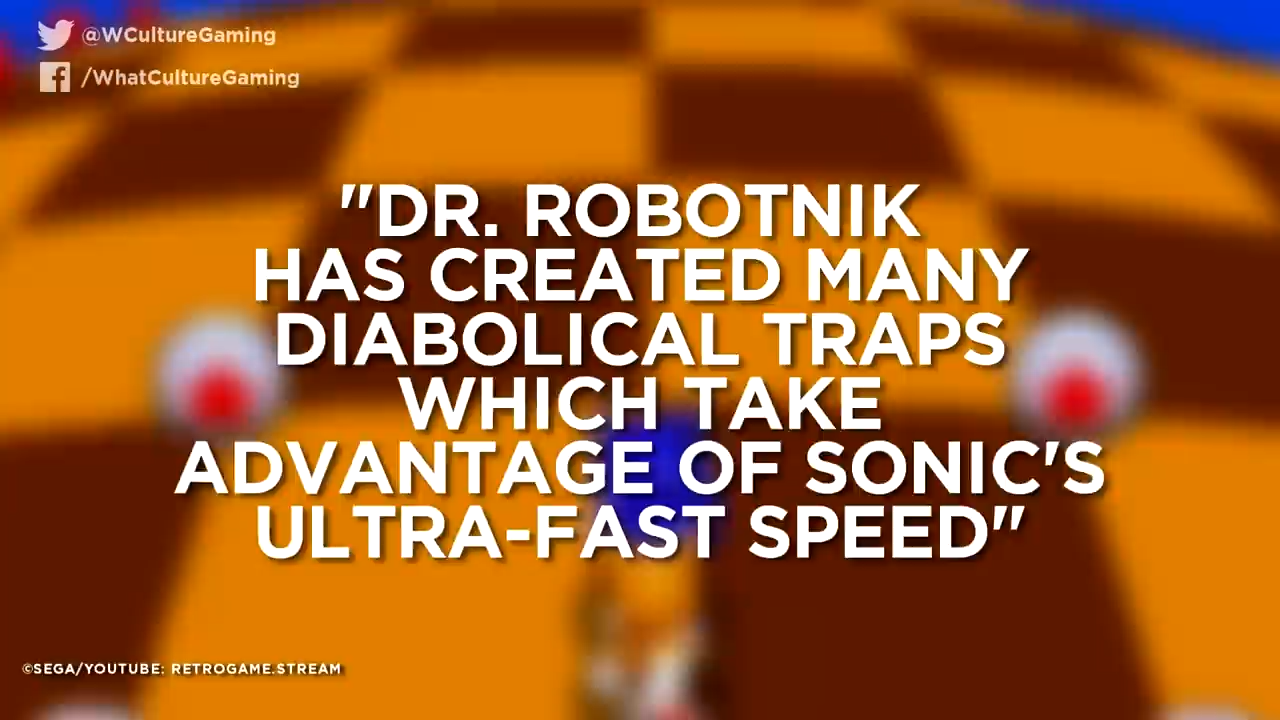 @WCultureGaming
/WhatCultureGaming
"DR. ROBOTNIK
HAS CREATED MANY
DIABOLICAL TRAPS
WHICH TAKE
ADVANTAGE OF SONIC'S
ULTRA-FAST SPEED"
©SEGA/YOUTUBE: RETROGAME.STREAM